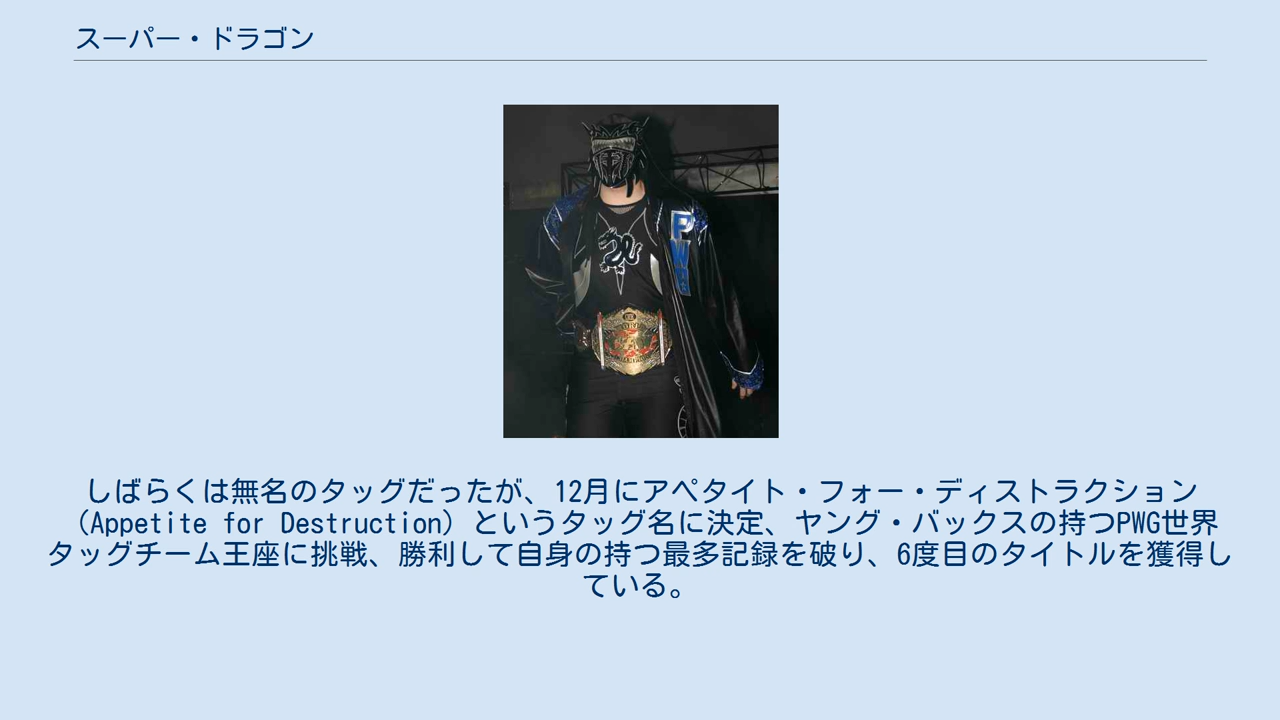 スーパー・ドラゴン
PWG
しばらくは無名のタッグだったが、12月にアペタイト・フォー・ディストラクション
（Appetite for Destruction）というタッグ名に決定、ヤング・バックスの持つPWG世界
タッグチーム王座に挑戦、勝利して自身の持つ最多記録を破り、6度目のタイトルを獲得し
ている。